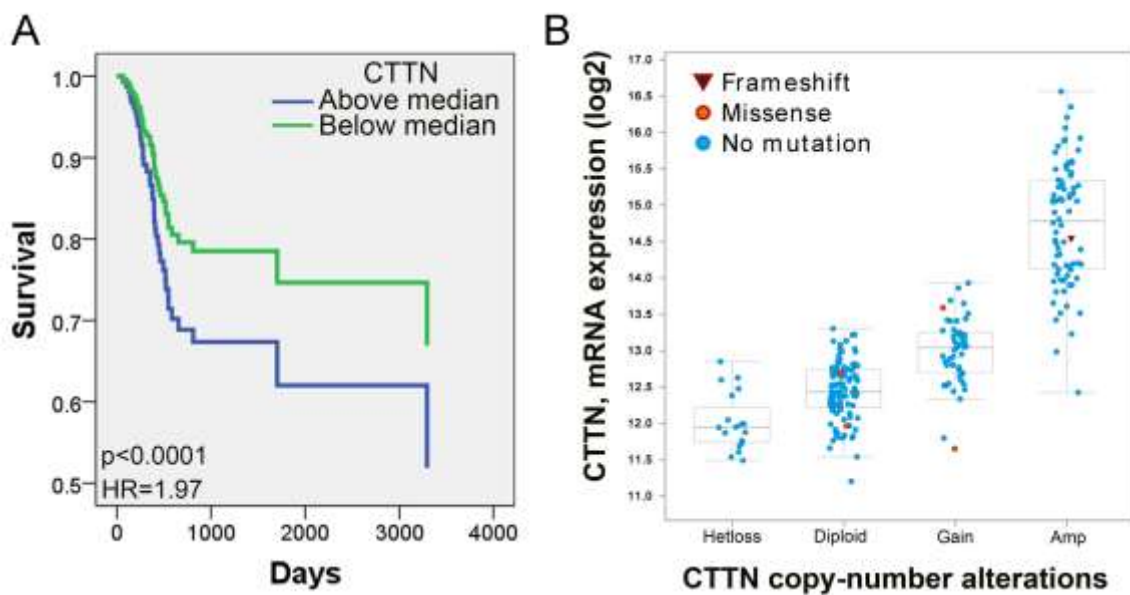 A
CTTN
Above median
Below median
1.0
0.9
0.8
0.7
0.6
0.5
Survival
p<0.0001
HR=1.97
0 1000 2000 3000 4000
Days
B
CTTN, mRNA expression (log2)
17.0
16.5
16.0
15.5
15.0
14.5
14.0
13.5
13.0
12.5
12.0
11.5
11.0
Frameshift
Missense
No mutation
Hetloss Diploid Gain Amp
CTTN copy-number alterations